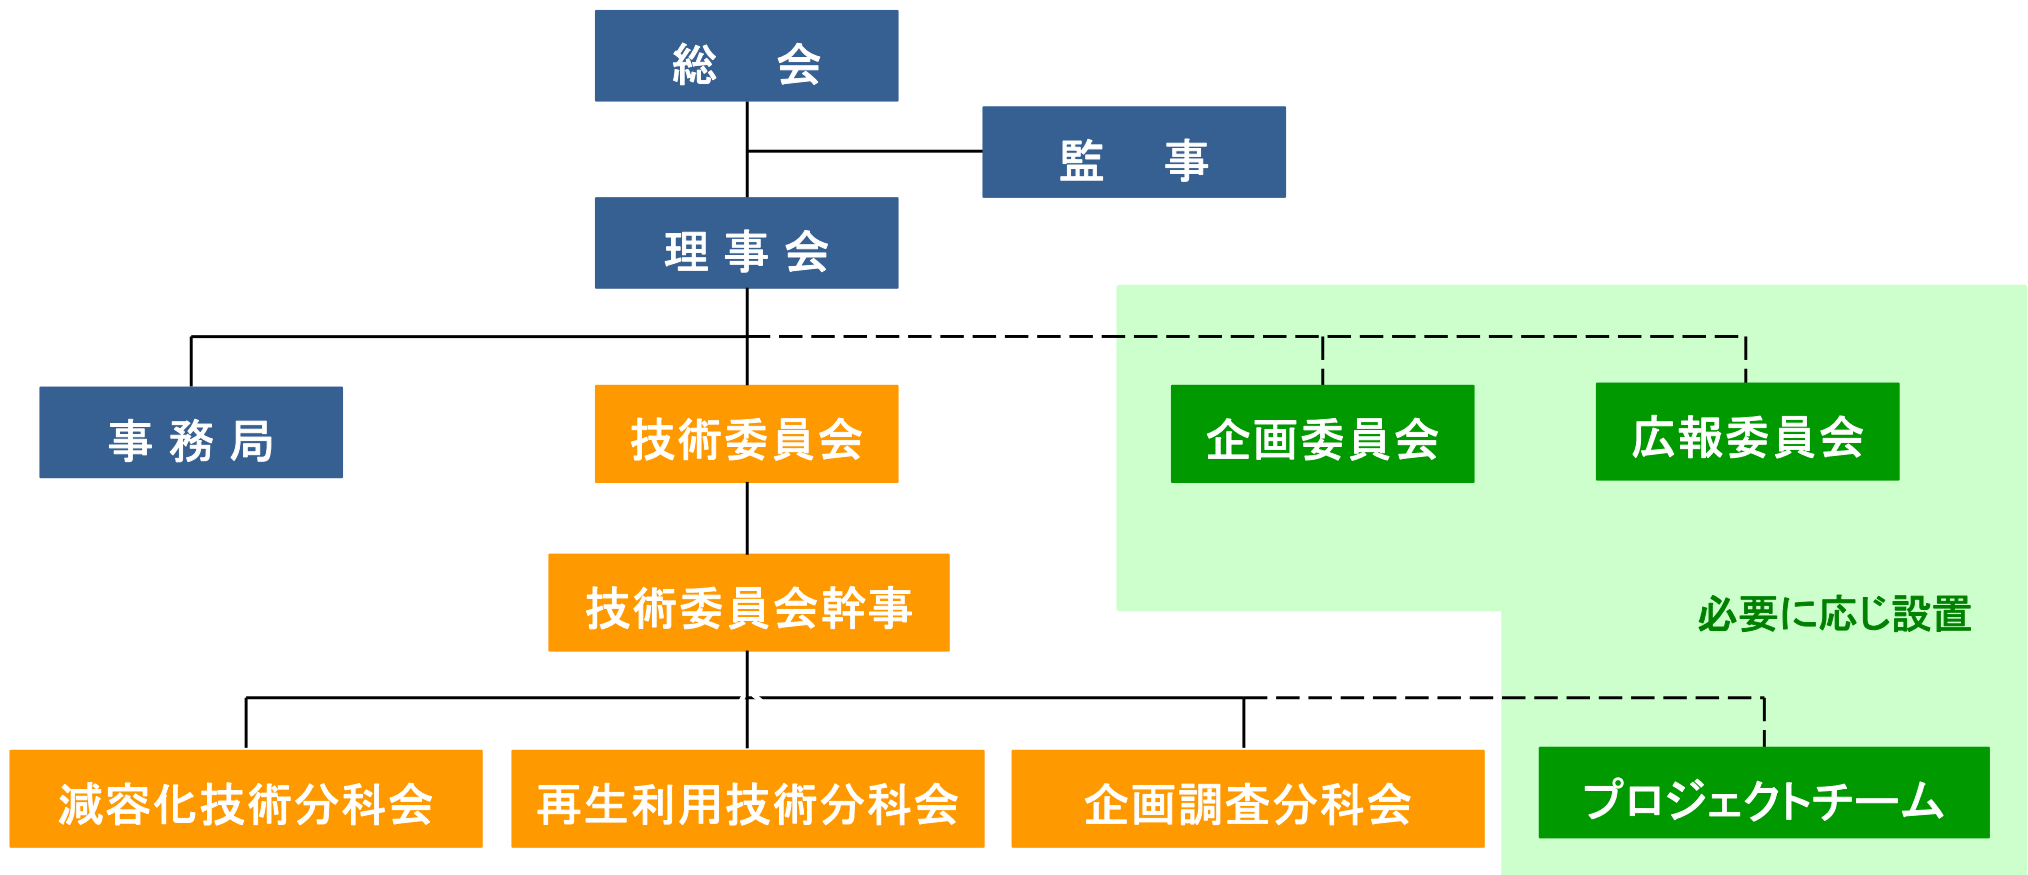 総　会
監　事
理 事 会
事 務 局
技術委員会
企画委員会
広報委員会
技術委員会幹事
必要に応じ設置
減容化技術分科会
再生利用技術分科会
企画調査分科会
プロジェクトチーム